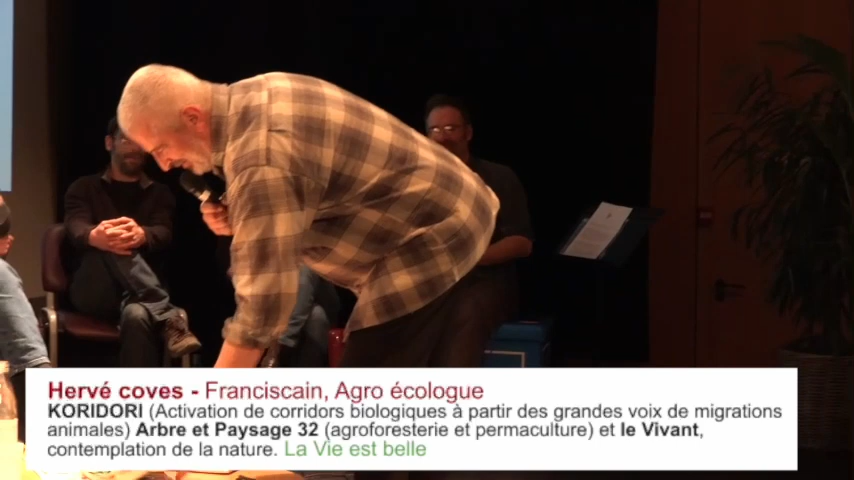 Hervé coves - Franciscain, Agro écologue
KORIDORI (Activation de corridors biologiques à partir des grandes voix de migrations
animales) Arbre et Paysage 32 (agroforesterie et permaculture) et le Vivant,
contemplation de la nature. La Vie est belle